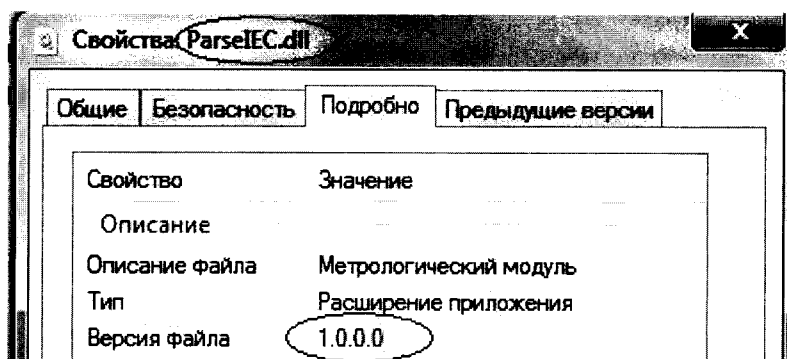 Свойства: ParseIEC.dll
Общие Безопасность Подробно Предыдущие версии
Свойство Значение
Описание
Описание файла Метрологический модуль
Тип Расширение приложения
Версия файла 1.0.0.0